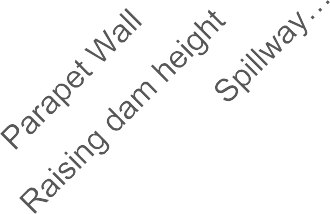 Parapet Wall
Raising dam height
Spillway…